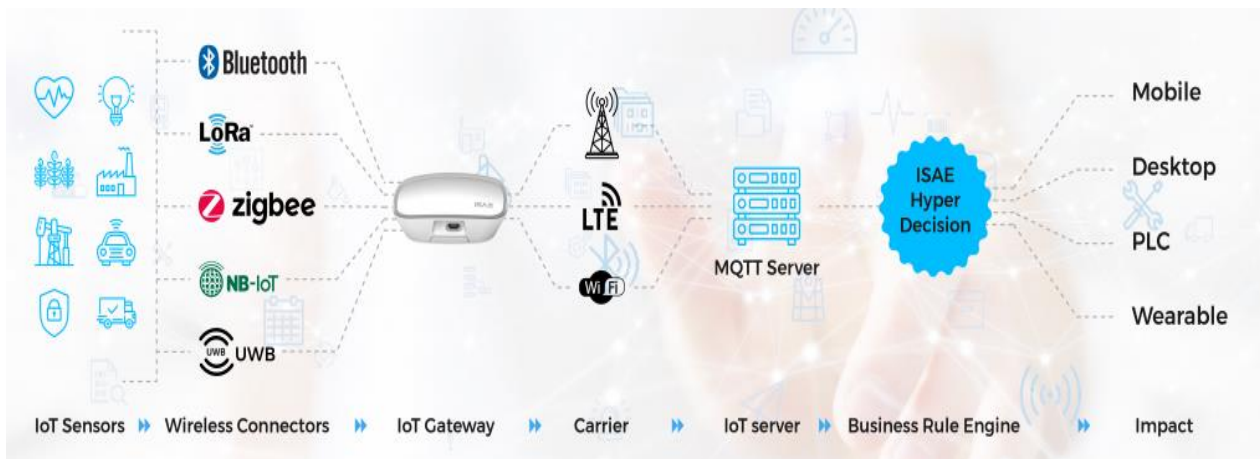 Bluetooth
LoRa
zigbee
NB-IoT
UWB UWB
ISAE
LTE
Wi Fi
MQTT Server
ISAE
Hyper
Decision
Mobile
Desktop
PLC
Wearable
IoT Sensors
Wireless Connectors
IoT Gateway
Carrier
IoT server
Business Rule Engine
Impact